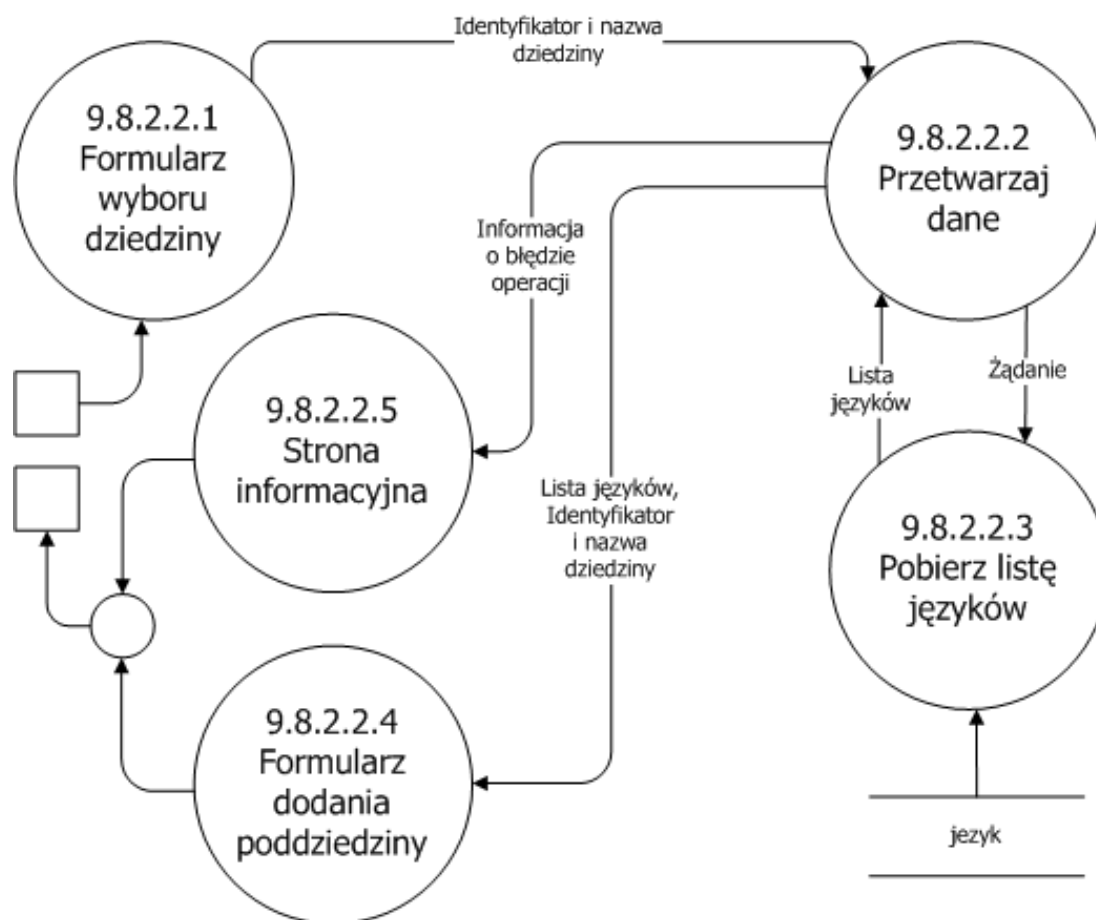 Identyfikator i nazwa
dziedziny
9.8.2.2.1
Formularz
wyboru
dziedziny
9.8.2.2.2
Przetwarzaj
dane
Informacja
o błędzie
operacji
Lista
języków
Żądanie
9.8.2.2.5
Strona
informacyjna
Lista języków,
Identyfikator
i nazwa
dziedziny
9.8.2.2.3
Pobierz listę
języków
9.8.2.2.4
Formularz
dodania
poddziedziny
jezyk